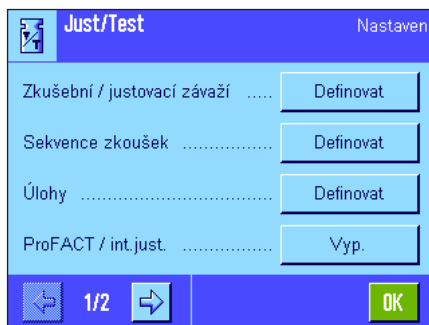 Just/Test Nastaven
Zkušební / justovací závaží ..... Definovat
Sekvence zkoušek ................ Definovat
Úlohy .................................. Definovat
ProFACT / int.just. ................ Vyp.
1/2 OK